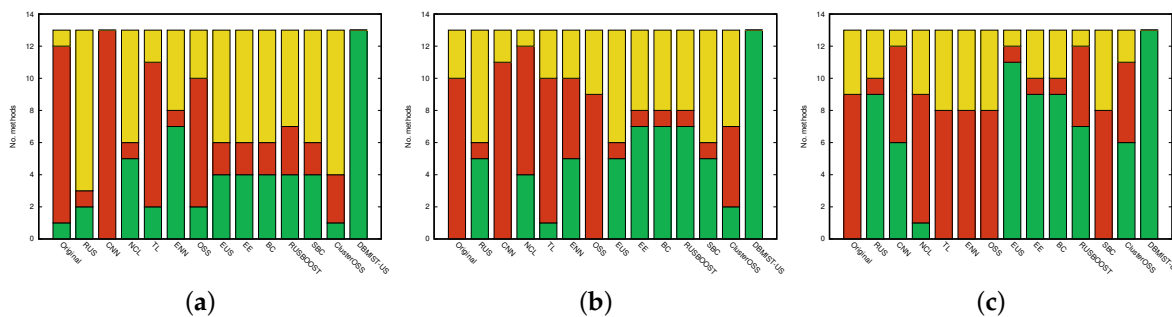 14
12
10
8
6
4
2
0
No. methods
Original
RUS
CNN
NCL
TL
ENN
OSS
EUS
EE
BC
RUSBOOST
SBC
ClusterOSS
DBMIST-US
(a)
14
12
10
8
6
4
2
0
No. methods
Original
RUS
CNN
NCL
TL
ENN
OSS
EUS
EE
BC
RUSBOOST
SBC
ClusterOSS
DBMIST-US
(b)
14
12
10
8
6
4
2
0
No. methods
Original
RUS
CNN
NCL
TL
ENN
OSS
EUS
EE
BC
RUSBOOST
SBC
ClusterOSS
DBMIST-US
(c)